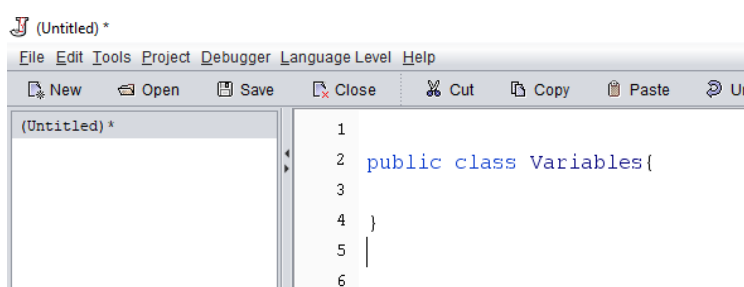 (Untitled) *
File Edit Tools Project Debugger Language Level Help
New Open Save Close Cut Copy Paste
(Untitled) *
1
2 public class Variables{
3
4 }
5
6